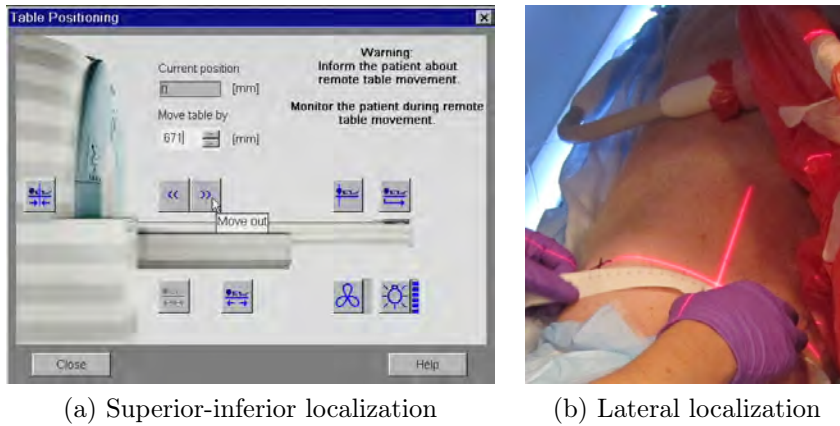 Table Positioning
Warning:
Inform the patient about
remote table movement.
Monitor the patient during remote
table movement.
Current position
0 [mm]
Move table by
671 [mm]
<< >>
Move out
Close Help
(a) Superior-inferior localization (b) Lateral localization